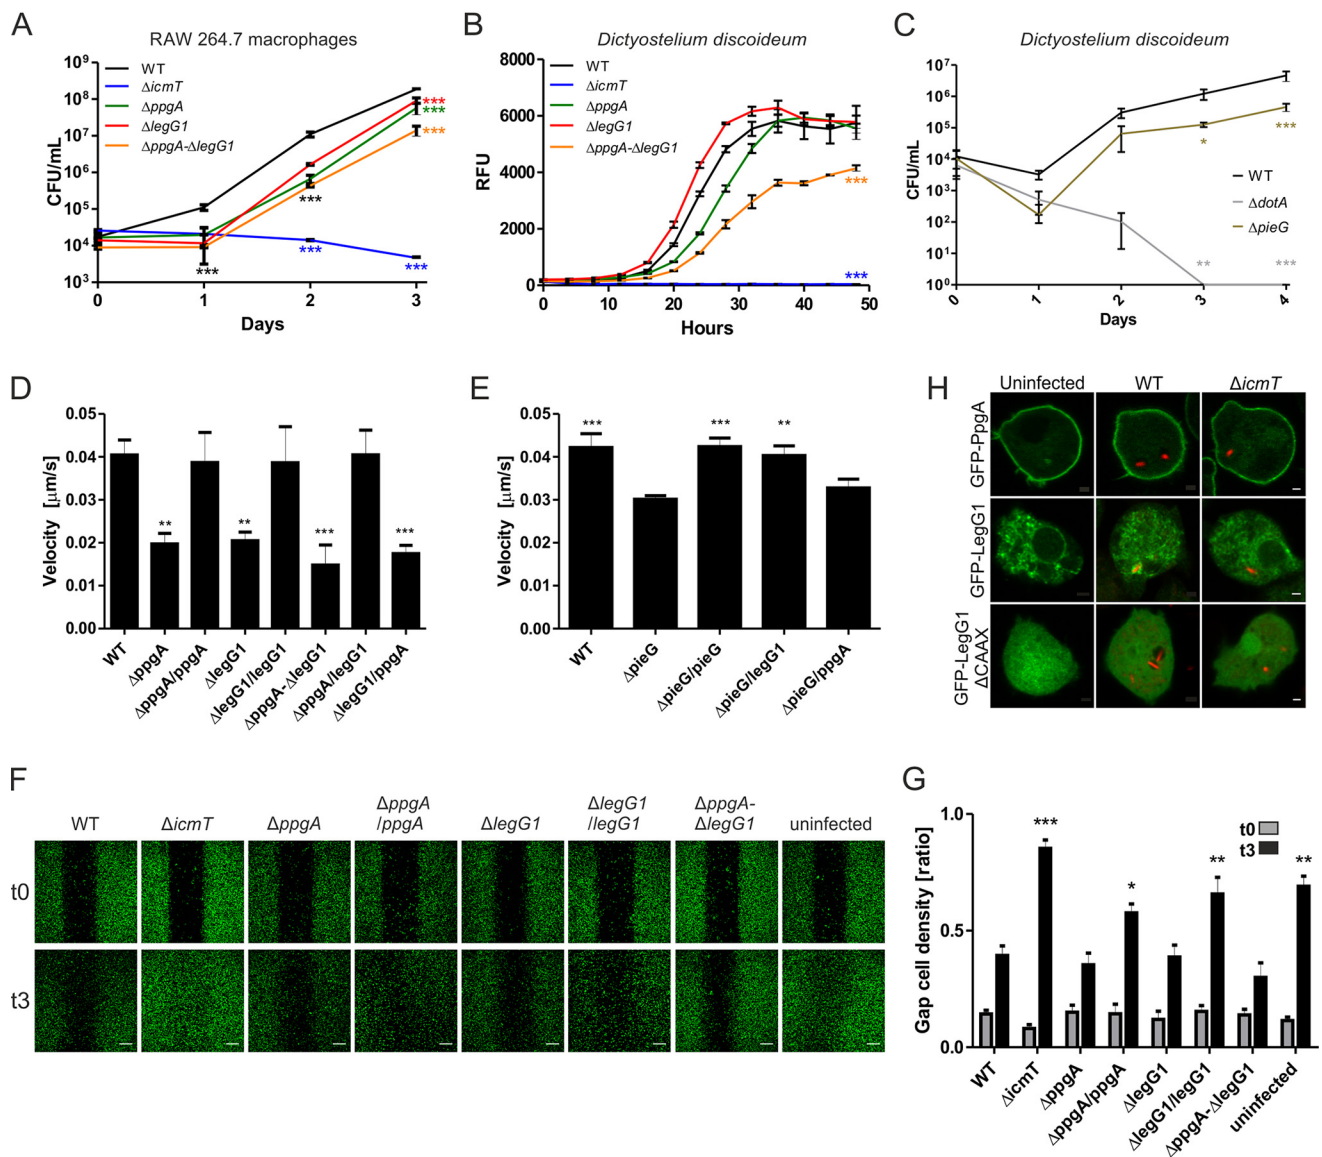 A
RAW 264.7 macrophages
CFU/mL
10⁹
10⁸
10⁷
10⁶
10⁵
10⁴
10³
WT
ΔicmT
ΔppgA
ΔlegG1
ΔppgA-ΔlegG1
***
***
***
***
***
***
***
0
1
2
3
Days
B
Dictyostelium discoideum
RFU
8000
6000
4000
2000
0
WT
ΔicmT
ΔppgA
ΔlegG1
ΔppgA-ΔlegG1
***
***
0
10
20
30
40
50
Hours
C
Dictyostelium discoideum
CFU/mL
10⁷
10⁶
10⁵
10⁴
10³
10²
10¹
10⁰
***
*
WT
ΔdotA
ΔpieG
**
***
0
1
2
3
4
Days
D
Velocity [μm/s]
0.05
0.04
0.03
0.02
0.01
0.00
**
**
***
***
WT
ΔppgA
ΔppgA/ppgA
ΔlegG1
ΔlegG1/legG1
ΔppgA-ΔlegG1
ΔppgA/legG1
ΔlegG1/ppgA
E
Velocity [μm/s]
0.05
0.04
0.03
0.02
0.01
0.00
***
***
**
WT
ΔpieG
ΔpieG/pieG
ΔpieG/legG1
ΔpieG/ppgA
H
Uninfected
WT
ΔicmT
GFP-PpgA
GFP-LegG1
GFP-LegG1
ΔCAAX
F
WT
ΔicmT
ΔppgA
ΔppgA
/ppgA
ΔlegG1
ΔlegG1
/legG1
ΔppgA-
ΔlegG1
uninfected
t0
t3
G
Gap cell density [ratio]
1.0
0.5
0.0
t0
t3
***
*
**
**
WT
ΔicmT
ΔppgA
ΔppgA/ppgA
ΔlegG1
ΔlegG1/legG1
ΔppgA-ΔlegG1
uninfected